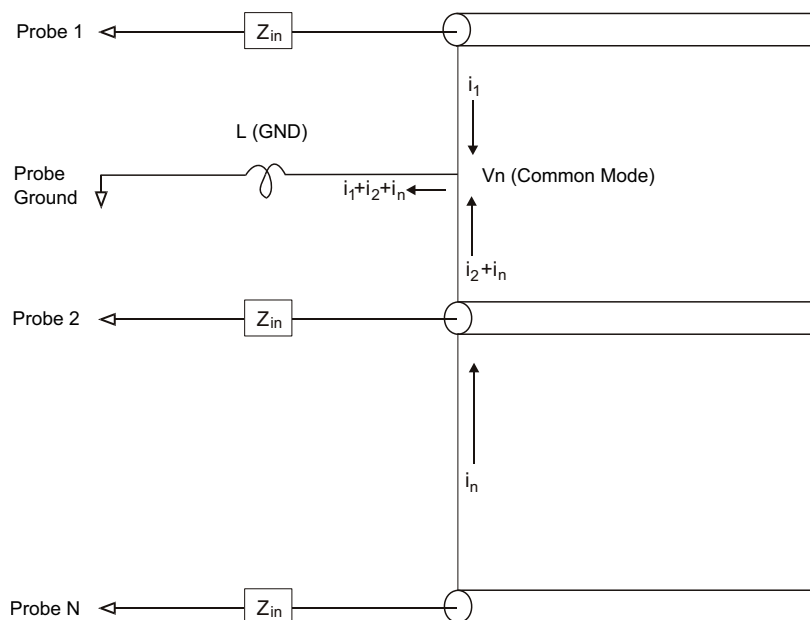 Probe 1
Z_in
i_1
L (GND)
Probe
Ground
i_1+i_2+i_n
Vn (Common Mode)
i_2+i_n
Probe 2
Z_in
i_n
Probe N
Z_in